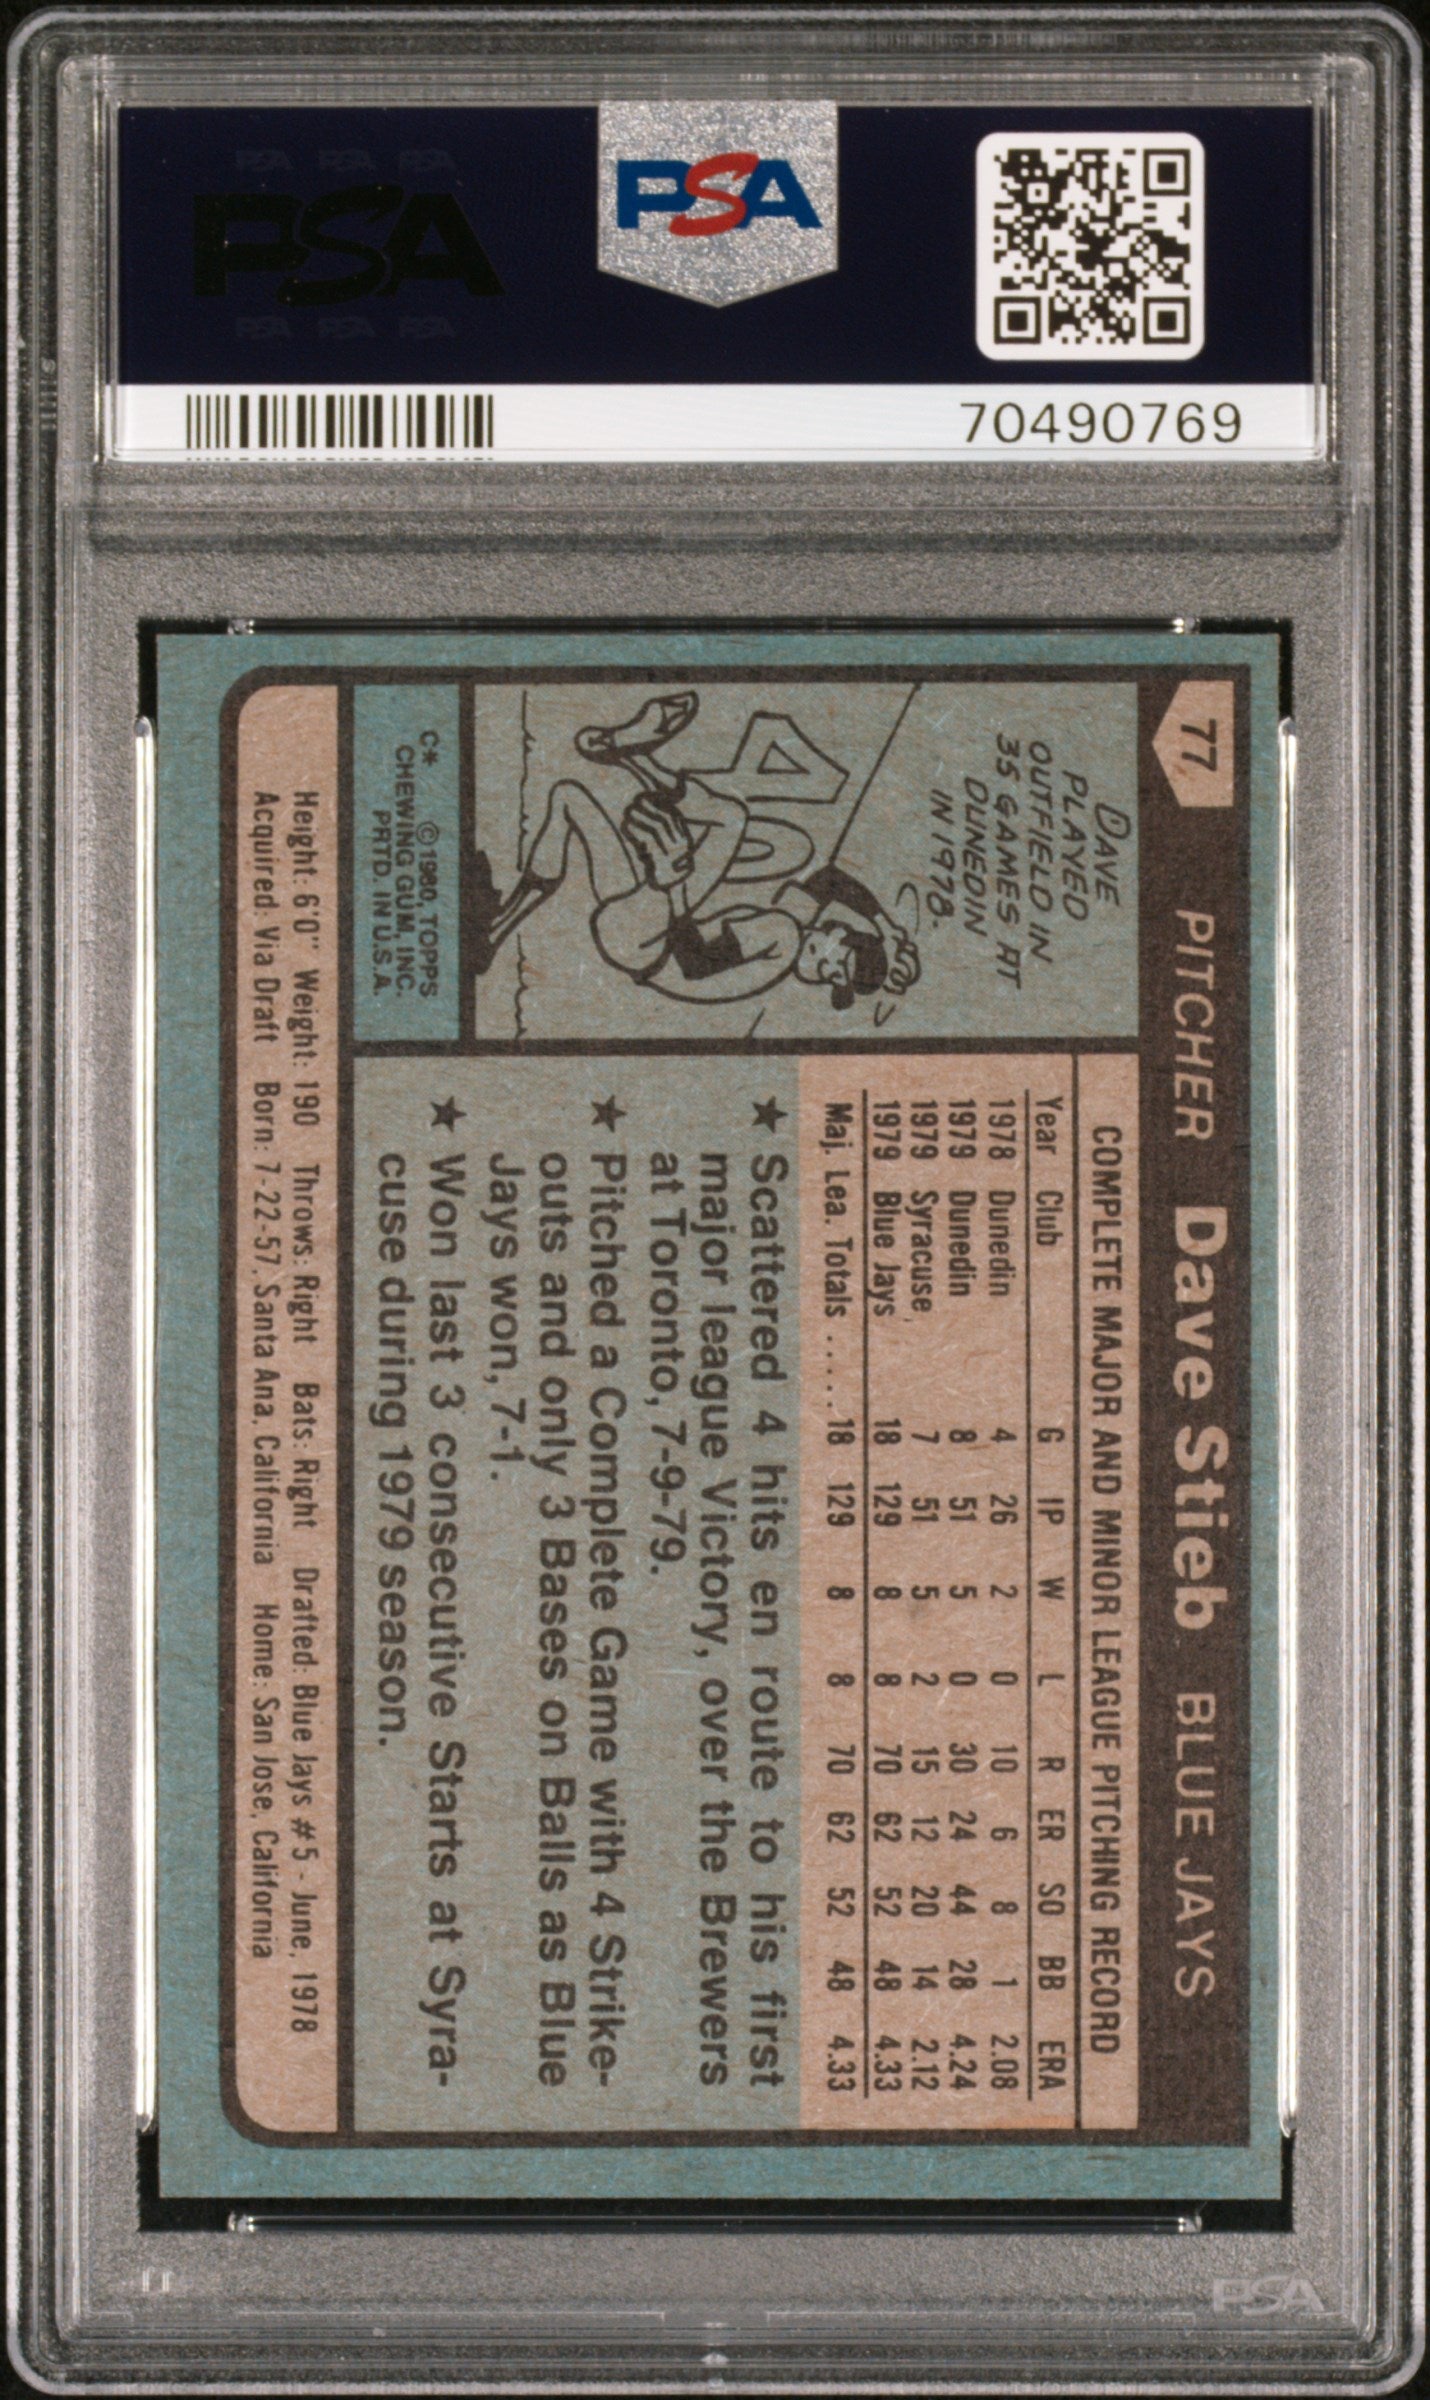 PSA PSA PSA
PSA
PSA PSA PSA
PSA
70490769
77 PITCHER Dave Stieb BLUE JAYS
DAVE
PLAYED
OUTFIELD IN
35 GAMES AT
DUNEDIN
IN 1978.
40
C* ©1980, TOPPS
CHEWING GUM, INC.
PRTD. IN U.S.A.
COMPLETE MAJOR AND MINOR LEAGUE PITCHING RECORD
Year Club G IP W L R ER SO BB ERA
1978 Dunedin 4 26 2 0 10 6 8 1 2.08
1979 Dunedin 8 51 5 0 30 24 44 28 4.24
1979 Syracuse 7 51 5 2 15 12 20 14 2.12
1979 Blue Jays 18 129 8 8 70 62 52 48 4.33
Maj. Lea. Totals ..... 18 129 8 8 70 62 52 48 4.33
★ Scattered 4 hits en route to his first
major league Victory, over the Brewers
at Toronto, 7-9-79.
★ Pitched a Complete Game with 4 Strike-
outs and only 3 Bases on Balls as Blue
Jays won, 7-1.
★ Won last 3 consecutive Starts at Syra-
cuse during 1979 season.
Height: 6'0" Weight: 190 Throws: Right Bats: Right Drafted: Blue Jays #5 - June, 1978
Acquired: Via Draft Born: 7-22-57, Santa Ana, California Home: San Jose, California
PSA